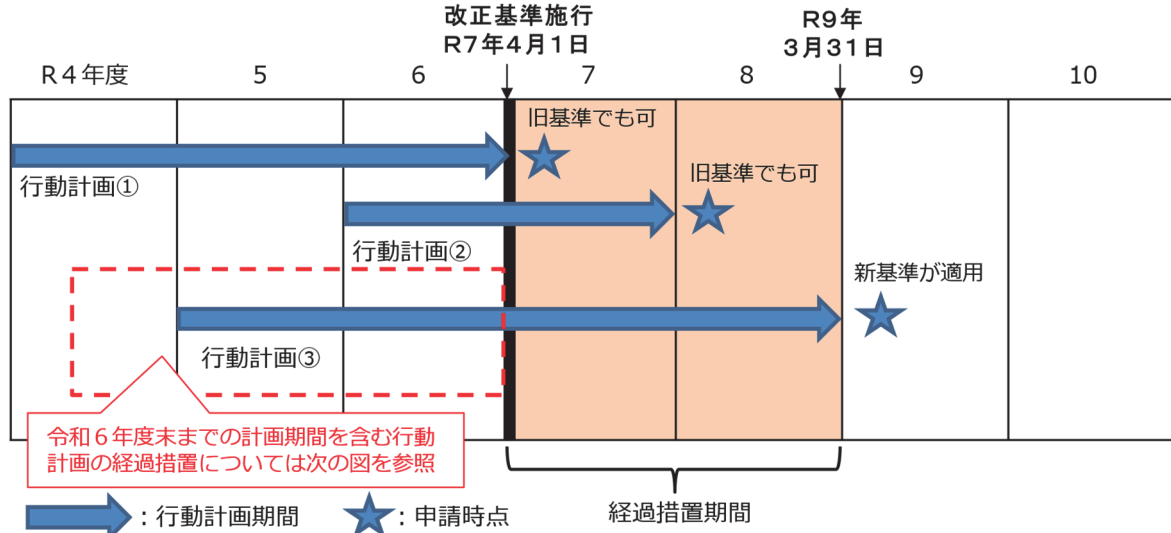 改正基準施行
R7年4月1日
R9年
3月31日
R4年度
5
6
7
8
9
10
旧基準でも可
行動計画①
旧基準でも可
行動計画②
新基準が適用
行動計画③
令和6年度末までの計画期間を含む行動
計画の経過措置については次の図を参照
：行動計画期間
：申請時点
経過措置期間